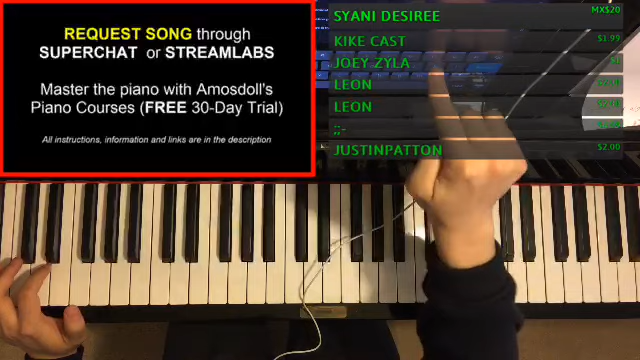 REQUEST SONG through
SUPERCHAT or STREAMLABS
Master the piano with Amosdoll's
Piano Courses (FREE 30-Day Trial)
All instructions, information and links are in the description
SYANI DESIREE MX$20
KIKE CAST $1.99
JOEY ZYLA
LEON
LEON
;;-
JUSTINPATTON $2.00